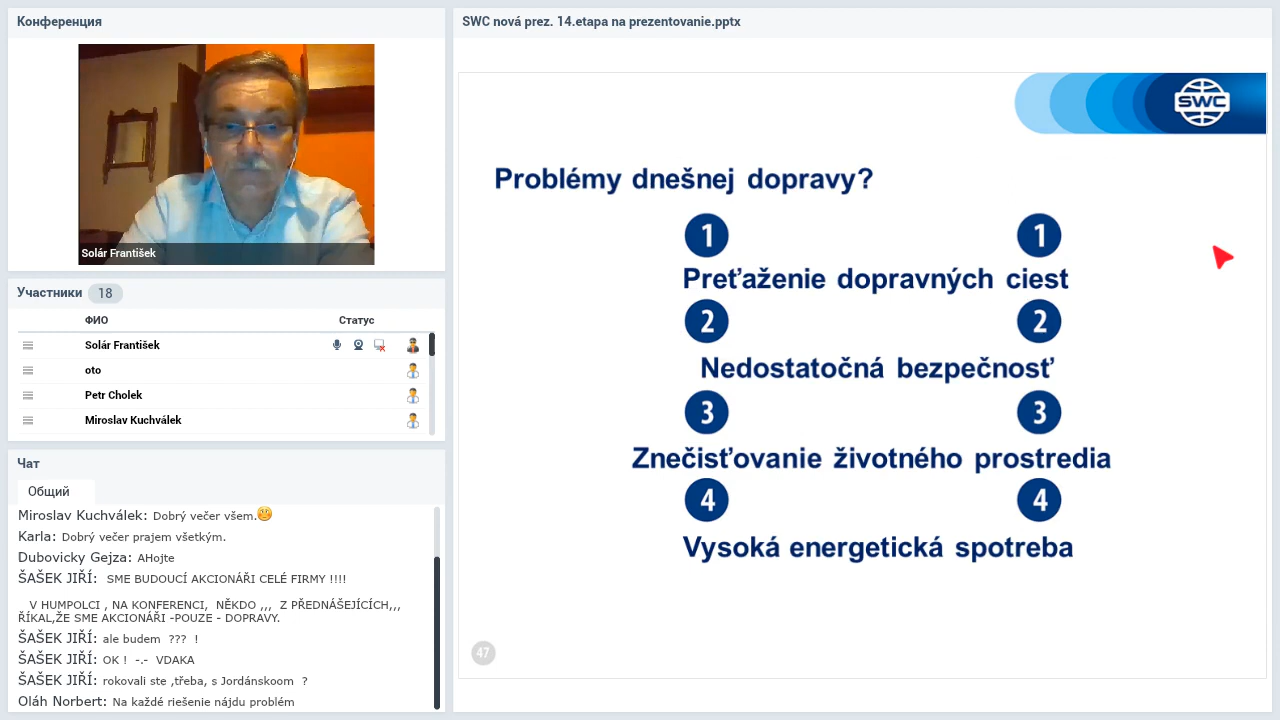 Конференция
Solár František
Участники 18
ФИО Статус
Solár František
oto
Petr Cholek
Miroslav Kuchválek
Чат
Общий
Miroslav Kuchválek: Dobrý večer všem.
Karla: Dobrý večer prajem všetkým.
Dubovicky Gejza: AHojte
ŠAŠEK JIŘÍ: SME BUDOUCÍ AKCIONÁŘI CELÉ FIRMY !!!!
V HUMPOLCI , NA KONFERENCI, NĚKDO ,,, Z PŘEDNÁŠEJÍCÍCH,,,
ŘÍKAL,ŽE SME AKCIONÁŘI -POUZE - DOPRAVY.
ŠAŠEK JIŘÍ: ale budem ??? !
ŠAŠEK JIŘÍ: OK ! -.- VDAKA
ŠAŠEK JIŘÍ: rokovali ste ,třeba, s Jordánskoom ?
Oláh Norbert: Na každé riešenie nájdu problém
SWC nová prez. 14.etapa na prezentovanie.pptx
SWC
Problémy dnešnej dopravy?
1 1
Preťaženie dopravných ciest
2 2
Nedostatočná bezpečnosť
3 3
Znečisťovanie životného prostredia
4 4
Vysoká energetická spotreba
47